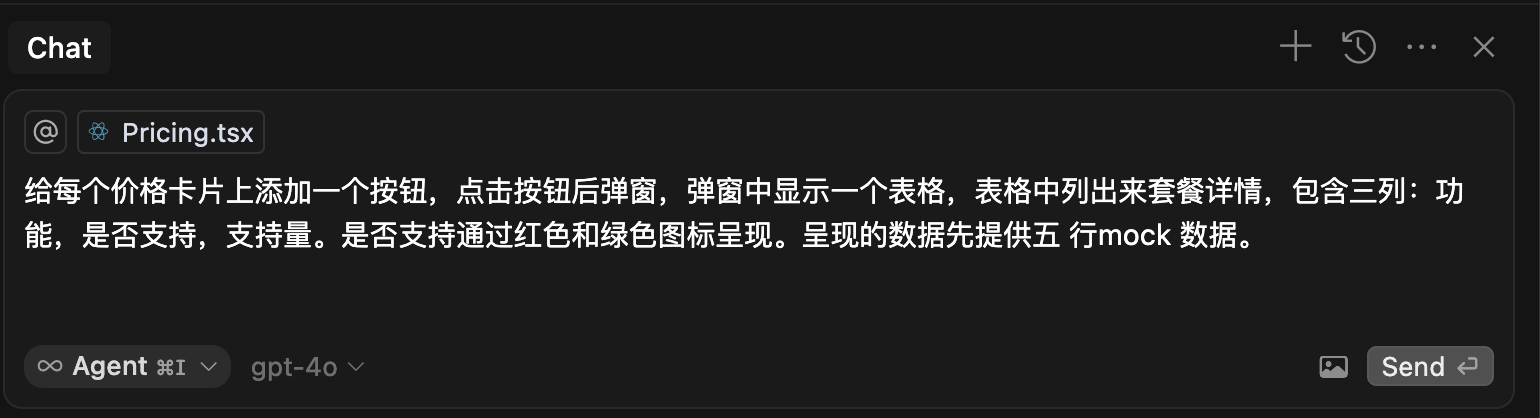 Chat
@ Pricing.tsx
给每个价格卡片上添加一个按钮，点击按钮后弹窗，弹窗中显示一个表格，表格中列出来套餐详情，包含三列：功
能，是否支持，支持量。是否支持通过红色和绿色图标呈现。呈现的数据先提供五 行mock 数据。
Agent ⌘I gpt-4o Send